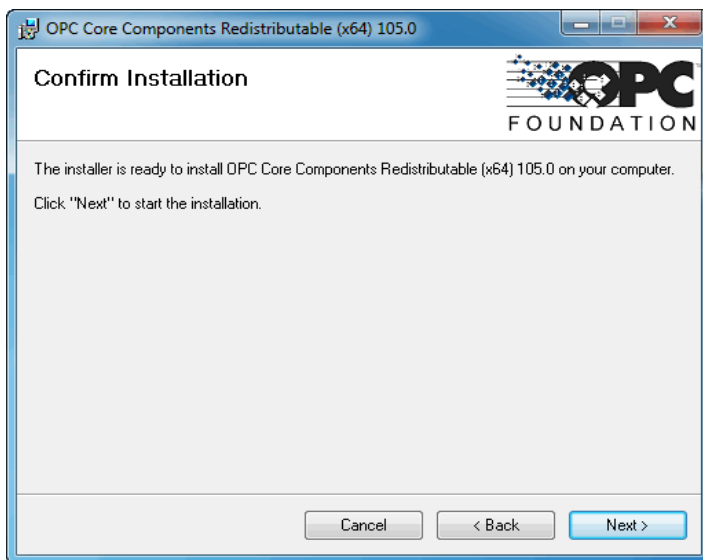 OPC Core Components Redistributable (x64) 105.0
Confirm Installation
OPC
FOUNDATION
The installer is ready to install OPC Core Components Redistributable (x64) 105.0 on your computer.
Click "Next" to start the installation.
Cancel
< Back
Next >